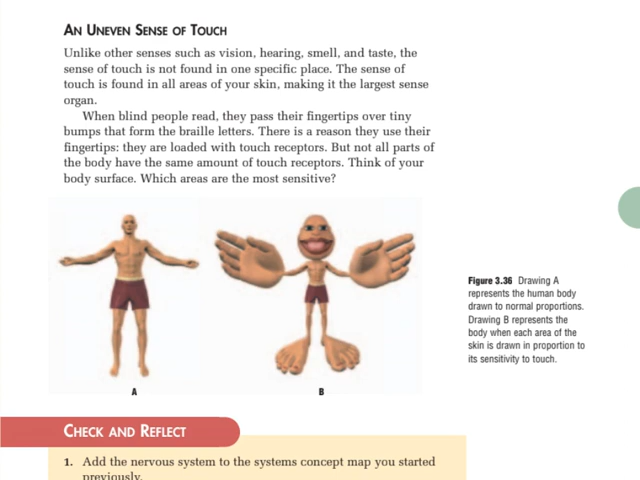 AN UNEVEN SENSE OF TOUCH
Unlike other senses such as vision, hearing, smell, and taste, the
sense of touch is not found in one specific place. The sense of
touch is found in all areas of your skin, making it the largest sense
organ.
When blind people read, they pass their fingertips over tiny
bumps that form the braille letters. There is a reason they use their
fingertips: they are loaded with touch receptors. But not all parts of
the body have the same amount of touch receptors. Think of your
body surface. Which areas are the most sensitive?
Figure 3.36 Drawing A
represents the human body
drawn to normal proportions.
Drawing B represents the
body when each area of the
skin is drawn in proportion to
its sensitivity to touch.
A
B
CHECK AND REFLECT
1. Add the nervous system to the systems concept map you started
previously.